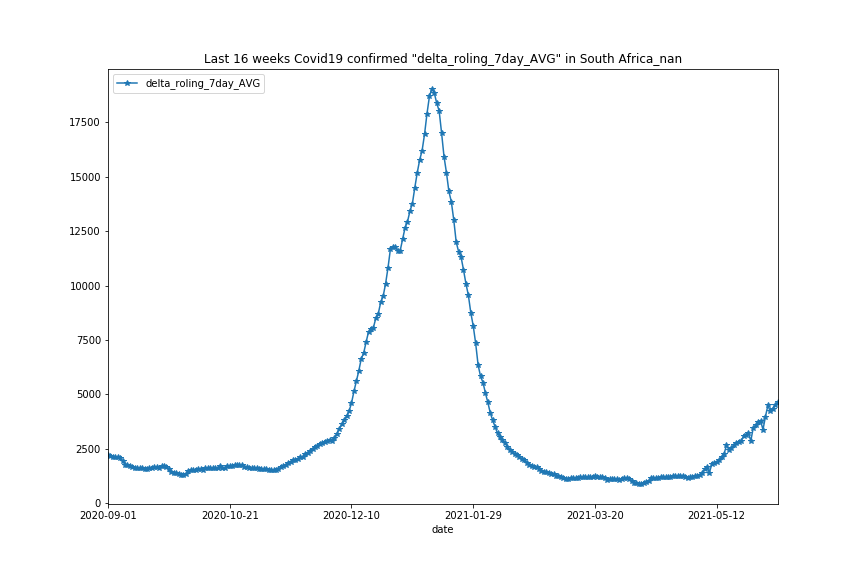 Last 16 weeks Covid19 confirmed "delta_roling_7day_AVG" in South Africa_nan
delta_roling_7day_AVG
17500
15000
12500
10000
7500
5000
2500
0
2020-09-01 2020-10-21 2020-12-10 2021-01-29 2021-03-20 2021-05-12
date